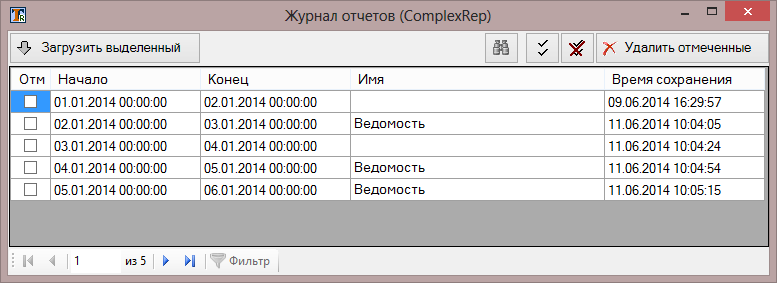 Журнал отчетов (ComplexRep)
Загрузить выделенный Удалить отмеченные
Отм Начало Конец Имя Время сохранения
01.01.2014 00:00:00 02.01.2014 00:00:00 09.06.2014 16:29:57
02.01.2014 00:00:00 03.01.2014 00:00:00 Ведомость 11.06.2014 10:04:05
03.01.2014 00:00:00 04.01.2014 00:00:00 11.06.2014 10:04:24
04.01.2014 00:00:00 05.01.2014 00:00:00 Ведомость 11.06.2014 10:04:54
05.01.2014 00:00:00 06.01.2014 00:00:00 Ведомость 11.06.2014 10:05:15
1 из 5 Фильтр